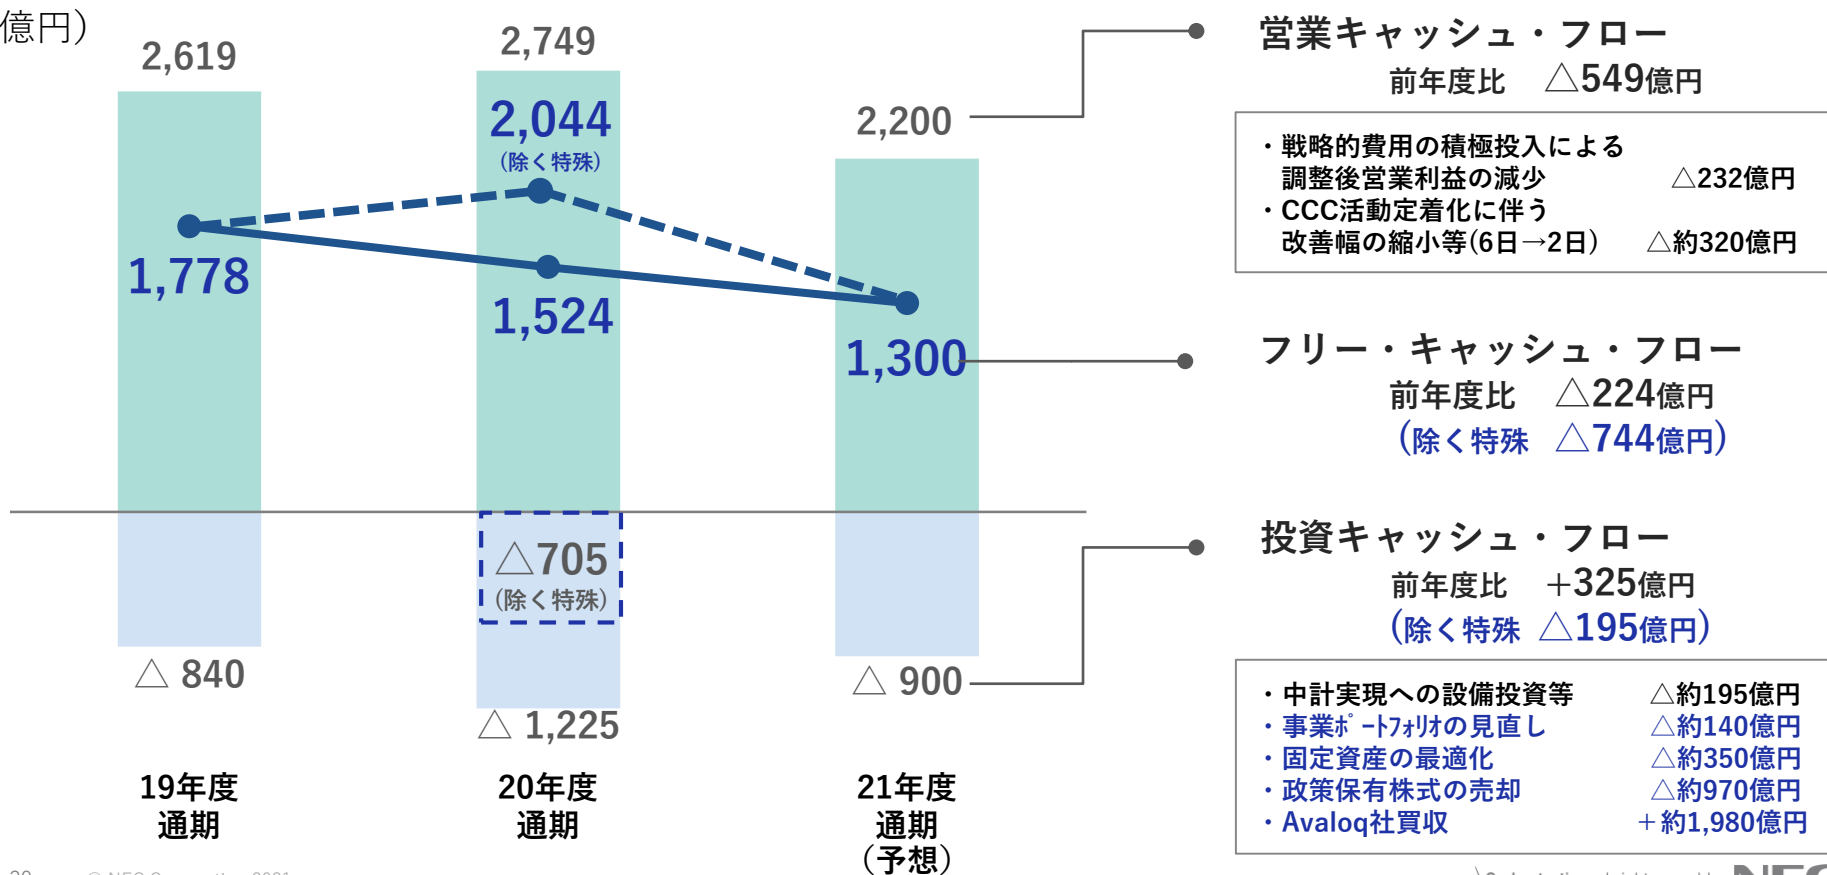 億円）
2,619
2,749
2,044
（除く特殊）
2,200
1,778
1,524
1,300
△705
（除く特殊）
△ 840
△ 1,225
△ 900
19年度
通期
20年度
通期
21年度
通期
（予想）
営業キャッシュ・フロー
前年度比 △549億円
・戦略的費用の積極投入による
調整後営業利益の減少 △232億円
・CCC活動定着化に伴う
改善幅の縮小等(6日→2日) △約320億円
フリー・キャッシュ・フロー
前年度比 △224億円
（除く特殊 △744億円）
投資キャッシュ・フロー
前年度比 ＋325億円
（除く特殊 △195億円）
・中計実現への設備投資等 △約195億円
・事業ﾎﾟｰﾄﾌｫﾘｵの見直し △約140億円
・固定資産の最適化 △約350億円
・政策保有株式の売却 △約970億円
・Avaloq社買収 ＋約1,980億円